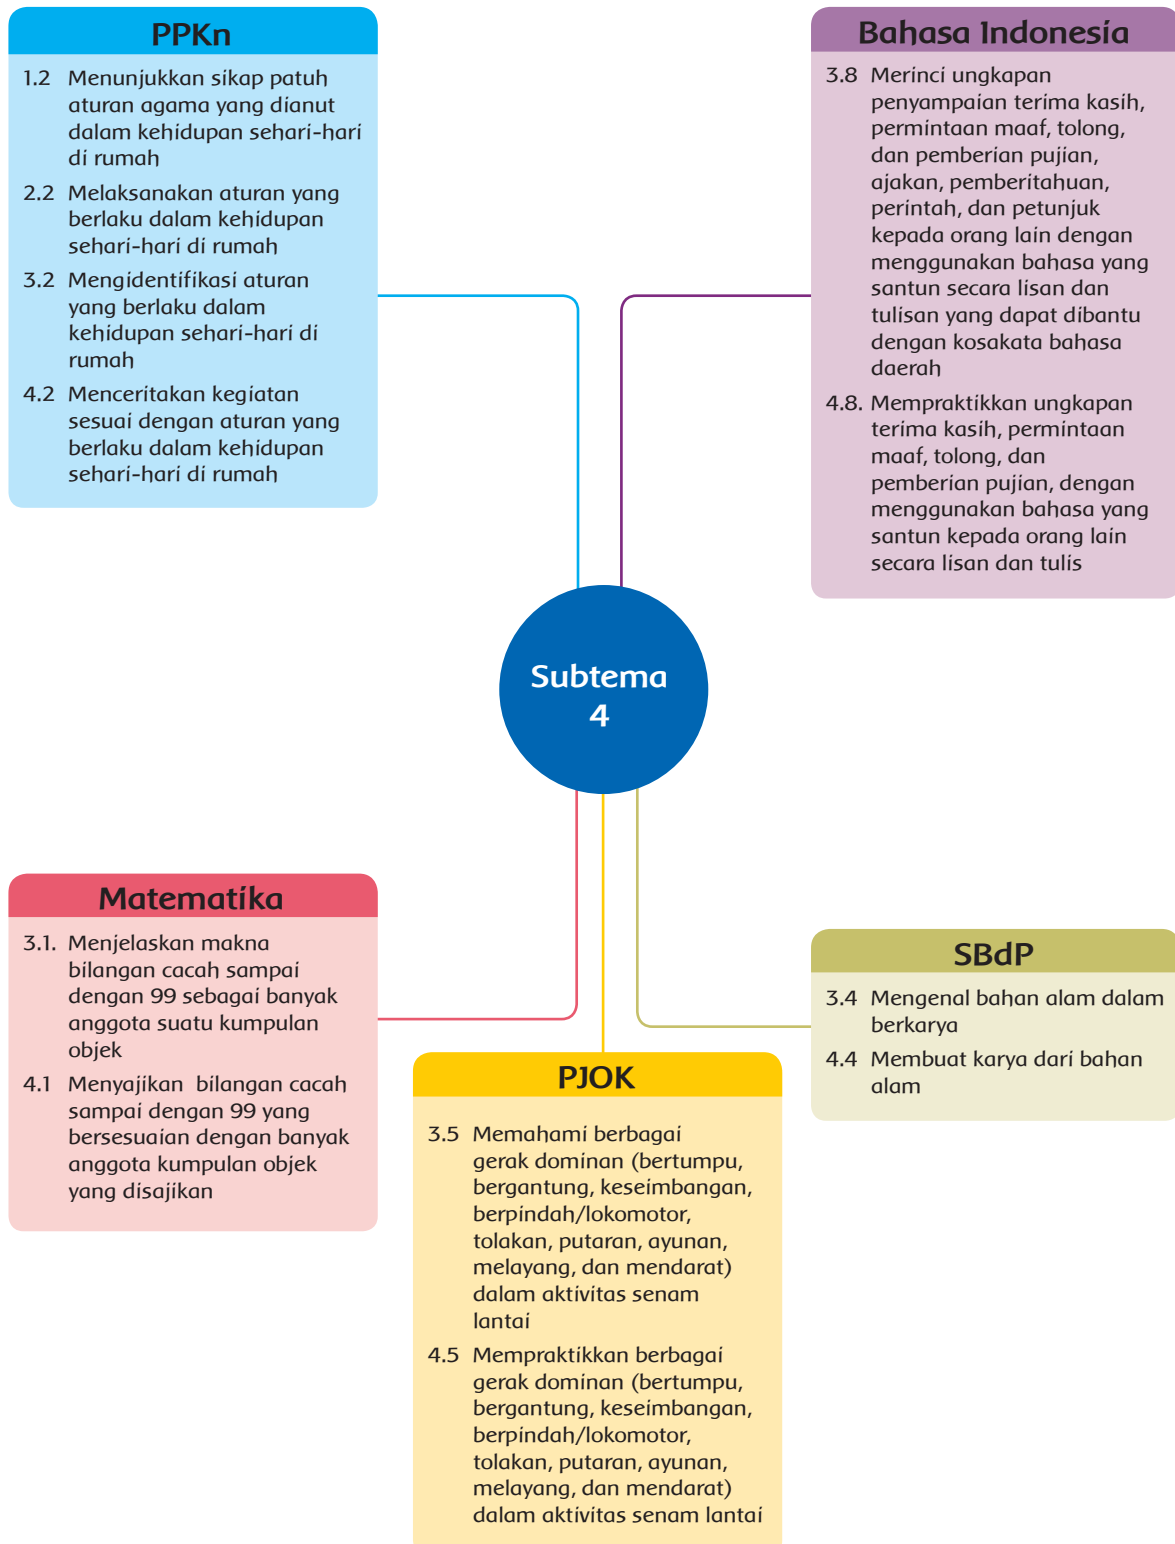 PPKn
1.2 Menunjukkan sikap patuh
aturan agama yang dianut
dalam kehidupan sehari-hari
di rumah
2.2 Melaksanakan aturan yang
berlaku dalam kehidupan
sehari-hari di rumah
3.2 Mengidentifikasi aturan
yang berlaku dalam
kehidupan sehari-hari di
rumah
4.2 Menceritakan kegiatan
sesuai dengan aturan yang
berlaku dalam kehidupan
sehari-hari di rumah
Bahasa Indonesia
3.8 Merinci ungkapan
penyampaian terima kasih,
permintaan maaf, tolong,
dan pemberian pujian,
ajakan, pemberitahuan,
perintah, dan petunjuk
kepada orang lain dengan
menggunakan bahasa yang
santun secara lisan dan
tulisan yang dapat dibantu
dengan kosakata bahasa
daerah
4.8. Mempraktikkan ungkapan
terima kasih, permintaan
maaf, tolong, dan
pemberian pujian, dengan
menggunakan bahasa yang
santun kepada orang lain
secara lisan dan tulis
Subtema
4
Matematika
3.1. Menjelaskan makna
bilangan cacah sampai
dengan 99 sebagai banyak
anggota suatu kumpulan
objek
4.1 Menyajikan bilangan cacah
sampai dengan 99 yang
bersesuaian dengan banyak
anggota kumpulan objek
yang disajikan
PJOK
3.5 Memahami berbagai
gerak dominan (bertumpu,
bergantung, keseimbangan,
berpindah/lokomotor,
tolakan, putaran, ayunan,
melayang, dan mendarat)
dalam aktivitas senam
lantai
4.5 Mempraktikkan berbagai
gerak dominan (bertumpu,
bergantung, keseimbangan,
berpindah/lokomotor,
tolakan, putaran, ayunan,
melayang, dan mendarat)
dalam aktivitas senam lantai
SBdP
3.4 Mengenal bahan alam dalam
berkarya
4.4 Membuat karya dari bahan
alam